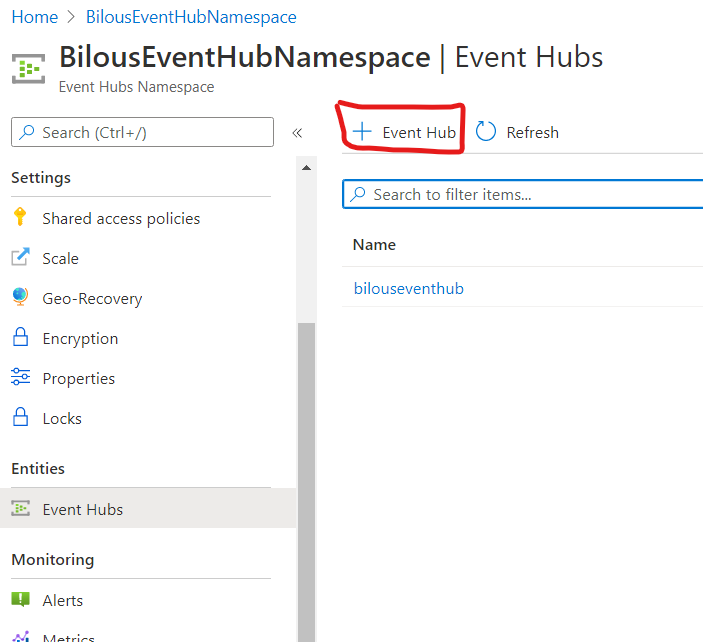 Home > BilousEventHubNamespace
BilousEventHubNamespace | Event Hubs
Event Hubs Namespace
Search (Ctrl+/)
«
Settings
Shared access policies
Scale
Geo-Recovery
Encryption
Properties
Locks
Entities
Event Hubs
Monitoring
Alerts
Metrics
+ Event Hub
Refresh
Search to filter items...
Name
bilouseventhub